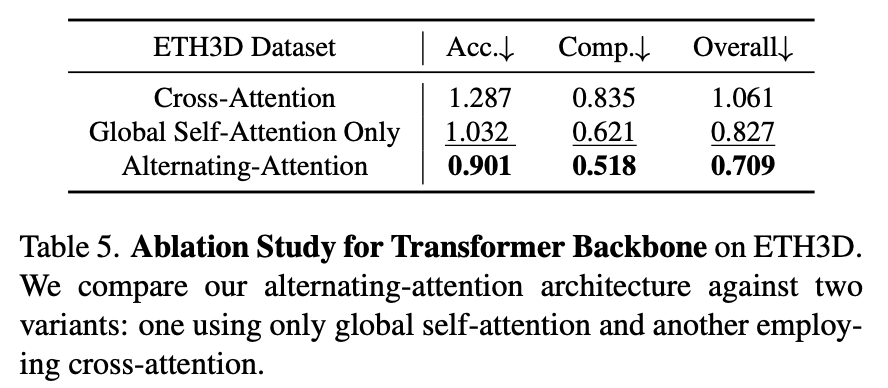 ETH3D Dataset Acc.↓ Comp.↓ Overall↓
Cross-Attention 1.287 0.835 1.061
Global Self-Attention Only 1.032 0.621 0.827
Alternating-Attention 0.901 0.518 0.709
Table 5. Ablation Study for Transformer Backbone on ETH3D.
We compare our alternating-attention architecture against two
variants: one using only global self-attention and another employ-
ing cross-attention.